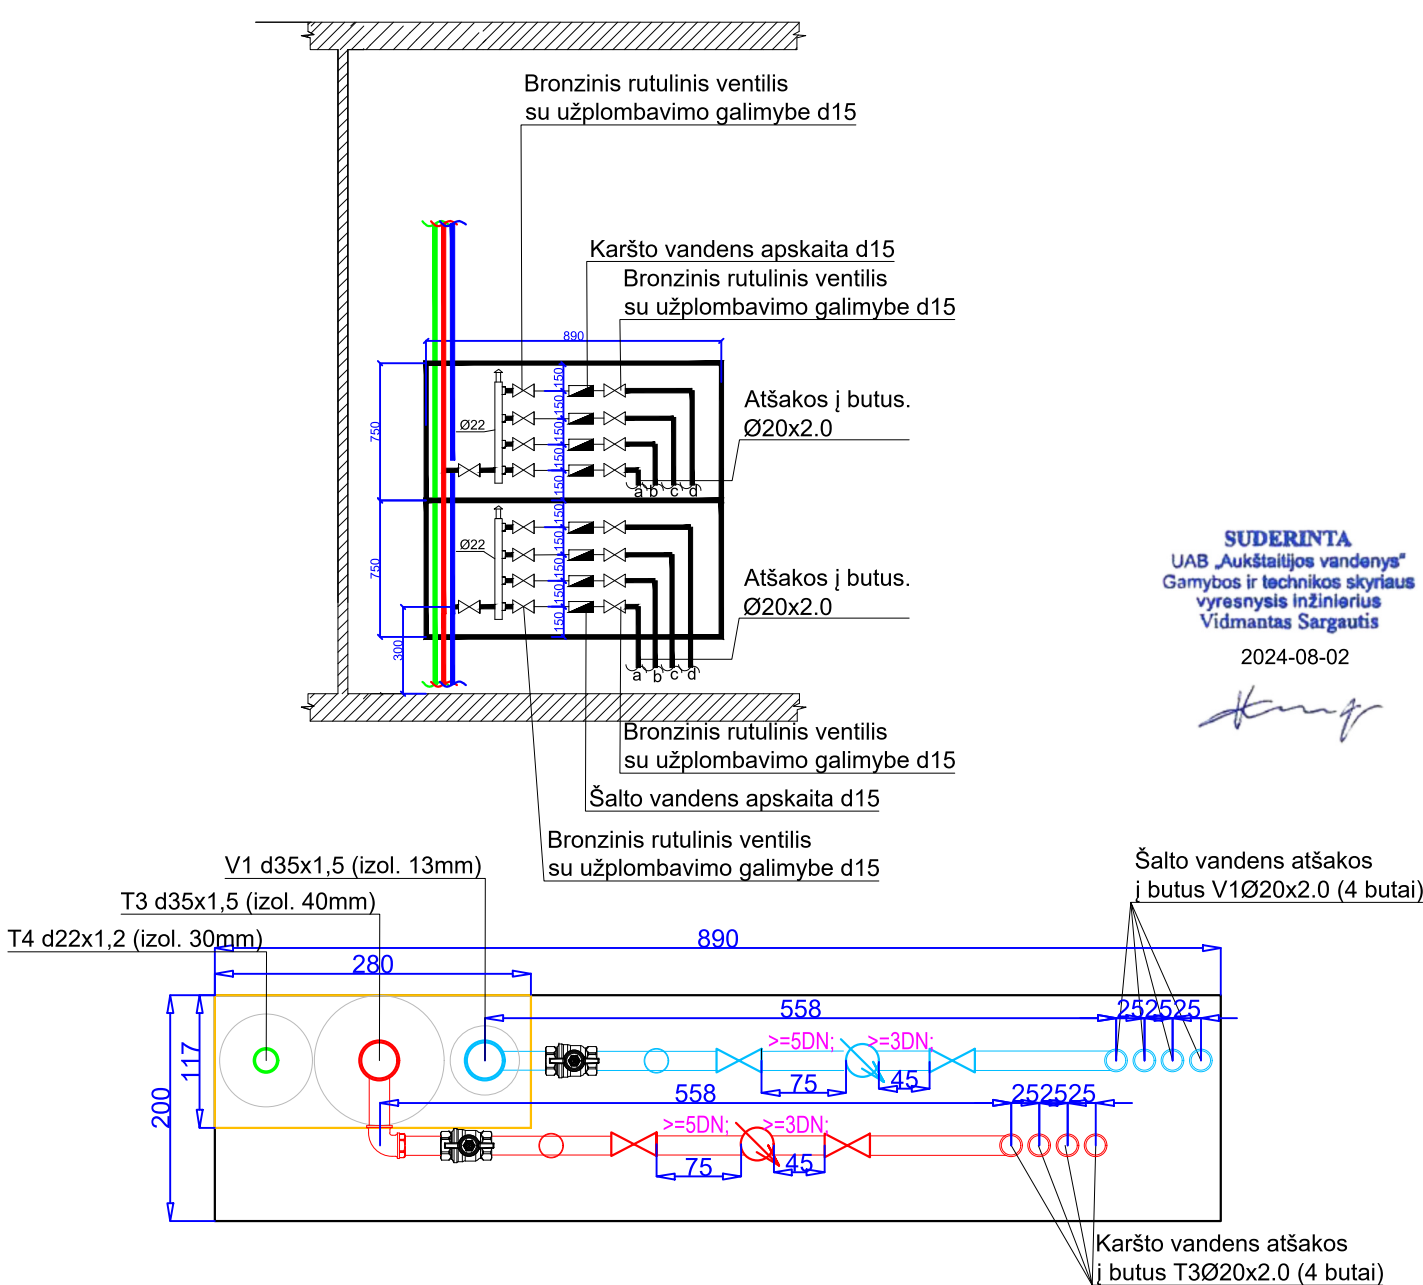 Bronzinis rutulinis ventilis
su užplombavimo galimybe d15
Karšto vandens apskaita d15
Bronzinis rutulinis ventilis
su užplombavimo galimybe d15
890
750
150
150
150
150
150
Ø22
Atšakos į butus.
Ø20x2.0
a b c d
750
150
150
150
150
150
Ø22
Atšakos į butus.
Ø20x2.0
300
a b c d
SUDERINTA
UAB „Aukštaitijos vandenys"
Gamybos ir technikos skyriaus
vyresnysis inžinierius
Vidmantas Sargautis
2024-08-02
Bronzinis rutulinis ventilis
su užplombavimo galimybe d15
Šalto vandens apskaita d15
Bronzinis rutulinis ventilis
su užplombavimo galimybe d15
V1 d35x1,5 (izol. 13mm)
T3 d35x1,5 (izol. 40mm)
T4 d22x1,2 (izol. 30mm)
Šalto vandens atšakos
į butus V1Ø20x2.0 (4 butai)
890
280
558
25 25 25
117
200
>=5DN;
>=3DN;
75
45
558
25 25 25
>=5DN;
>=3DN;
75
45
Karšto vandens atšakos
į butus T3Ø20x2.0 (4 butai)